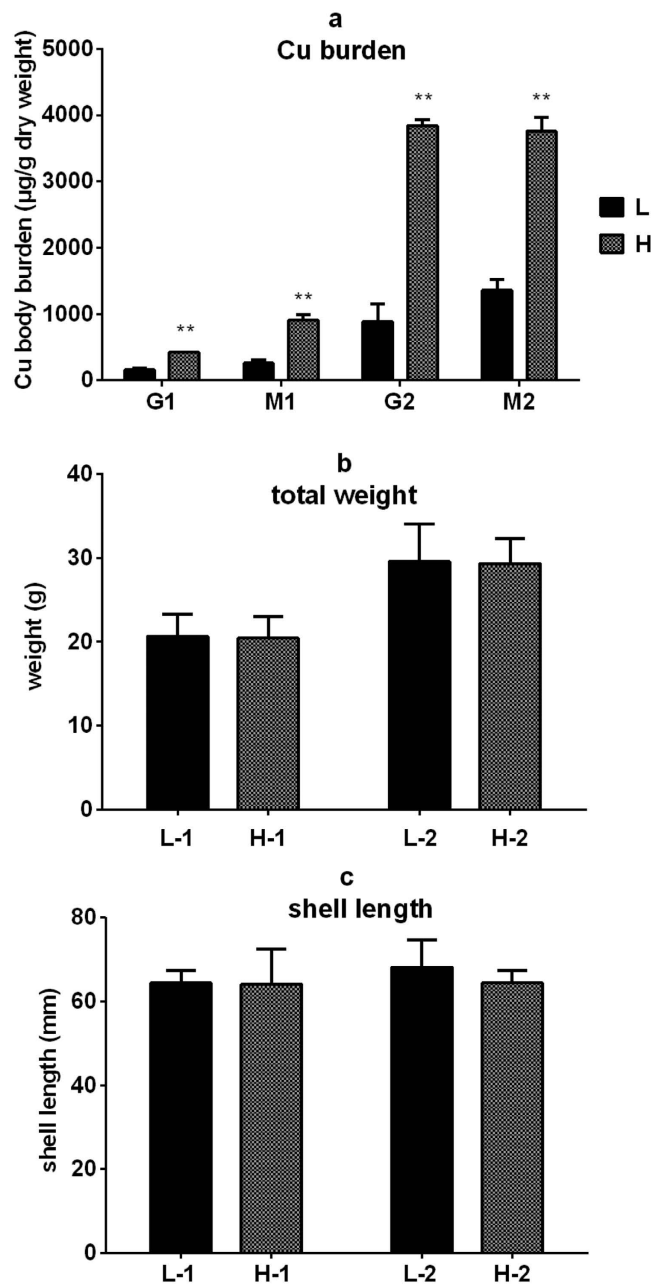 a
Cu burden
Cu body burden (μg/g dry weight)
5000
4000
3000
2000
1000
0
**
**
**
**
G1 M1 G2 M2
L
H
b
total weight
weight (g)
40
30
20
10
0
L-1 H-1 L-2 H-2
c
shell length
shell length (mm)
80
60
40
20
0
L-1 H-1 L-2 H-2